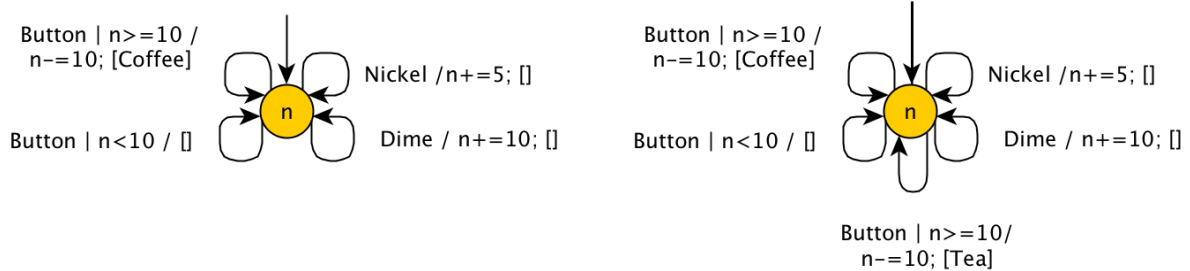 Button | n>=10 /
n-=10; [Coffee]
Nickel /n+=5; []
n
Button | n<10 / []
Dime / n+=10; []
Button | n>=10 /
n-=10; [Coffee]
Nickel /n+=5; []
n
Button | n<10 / []
Dime / n+=10; []
Button | n>=10/
n-=10; [Tea]